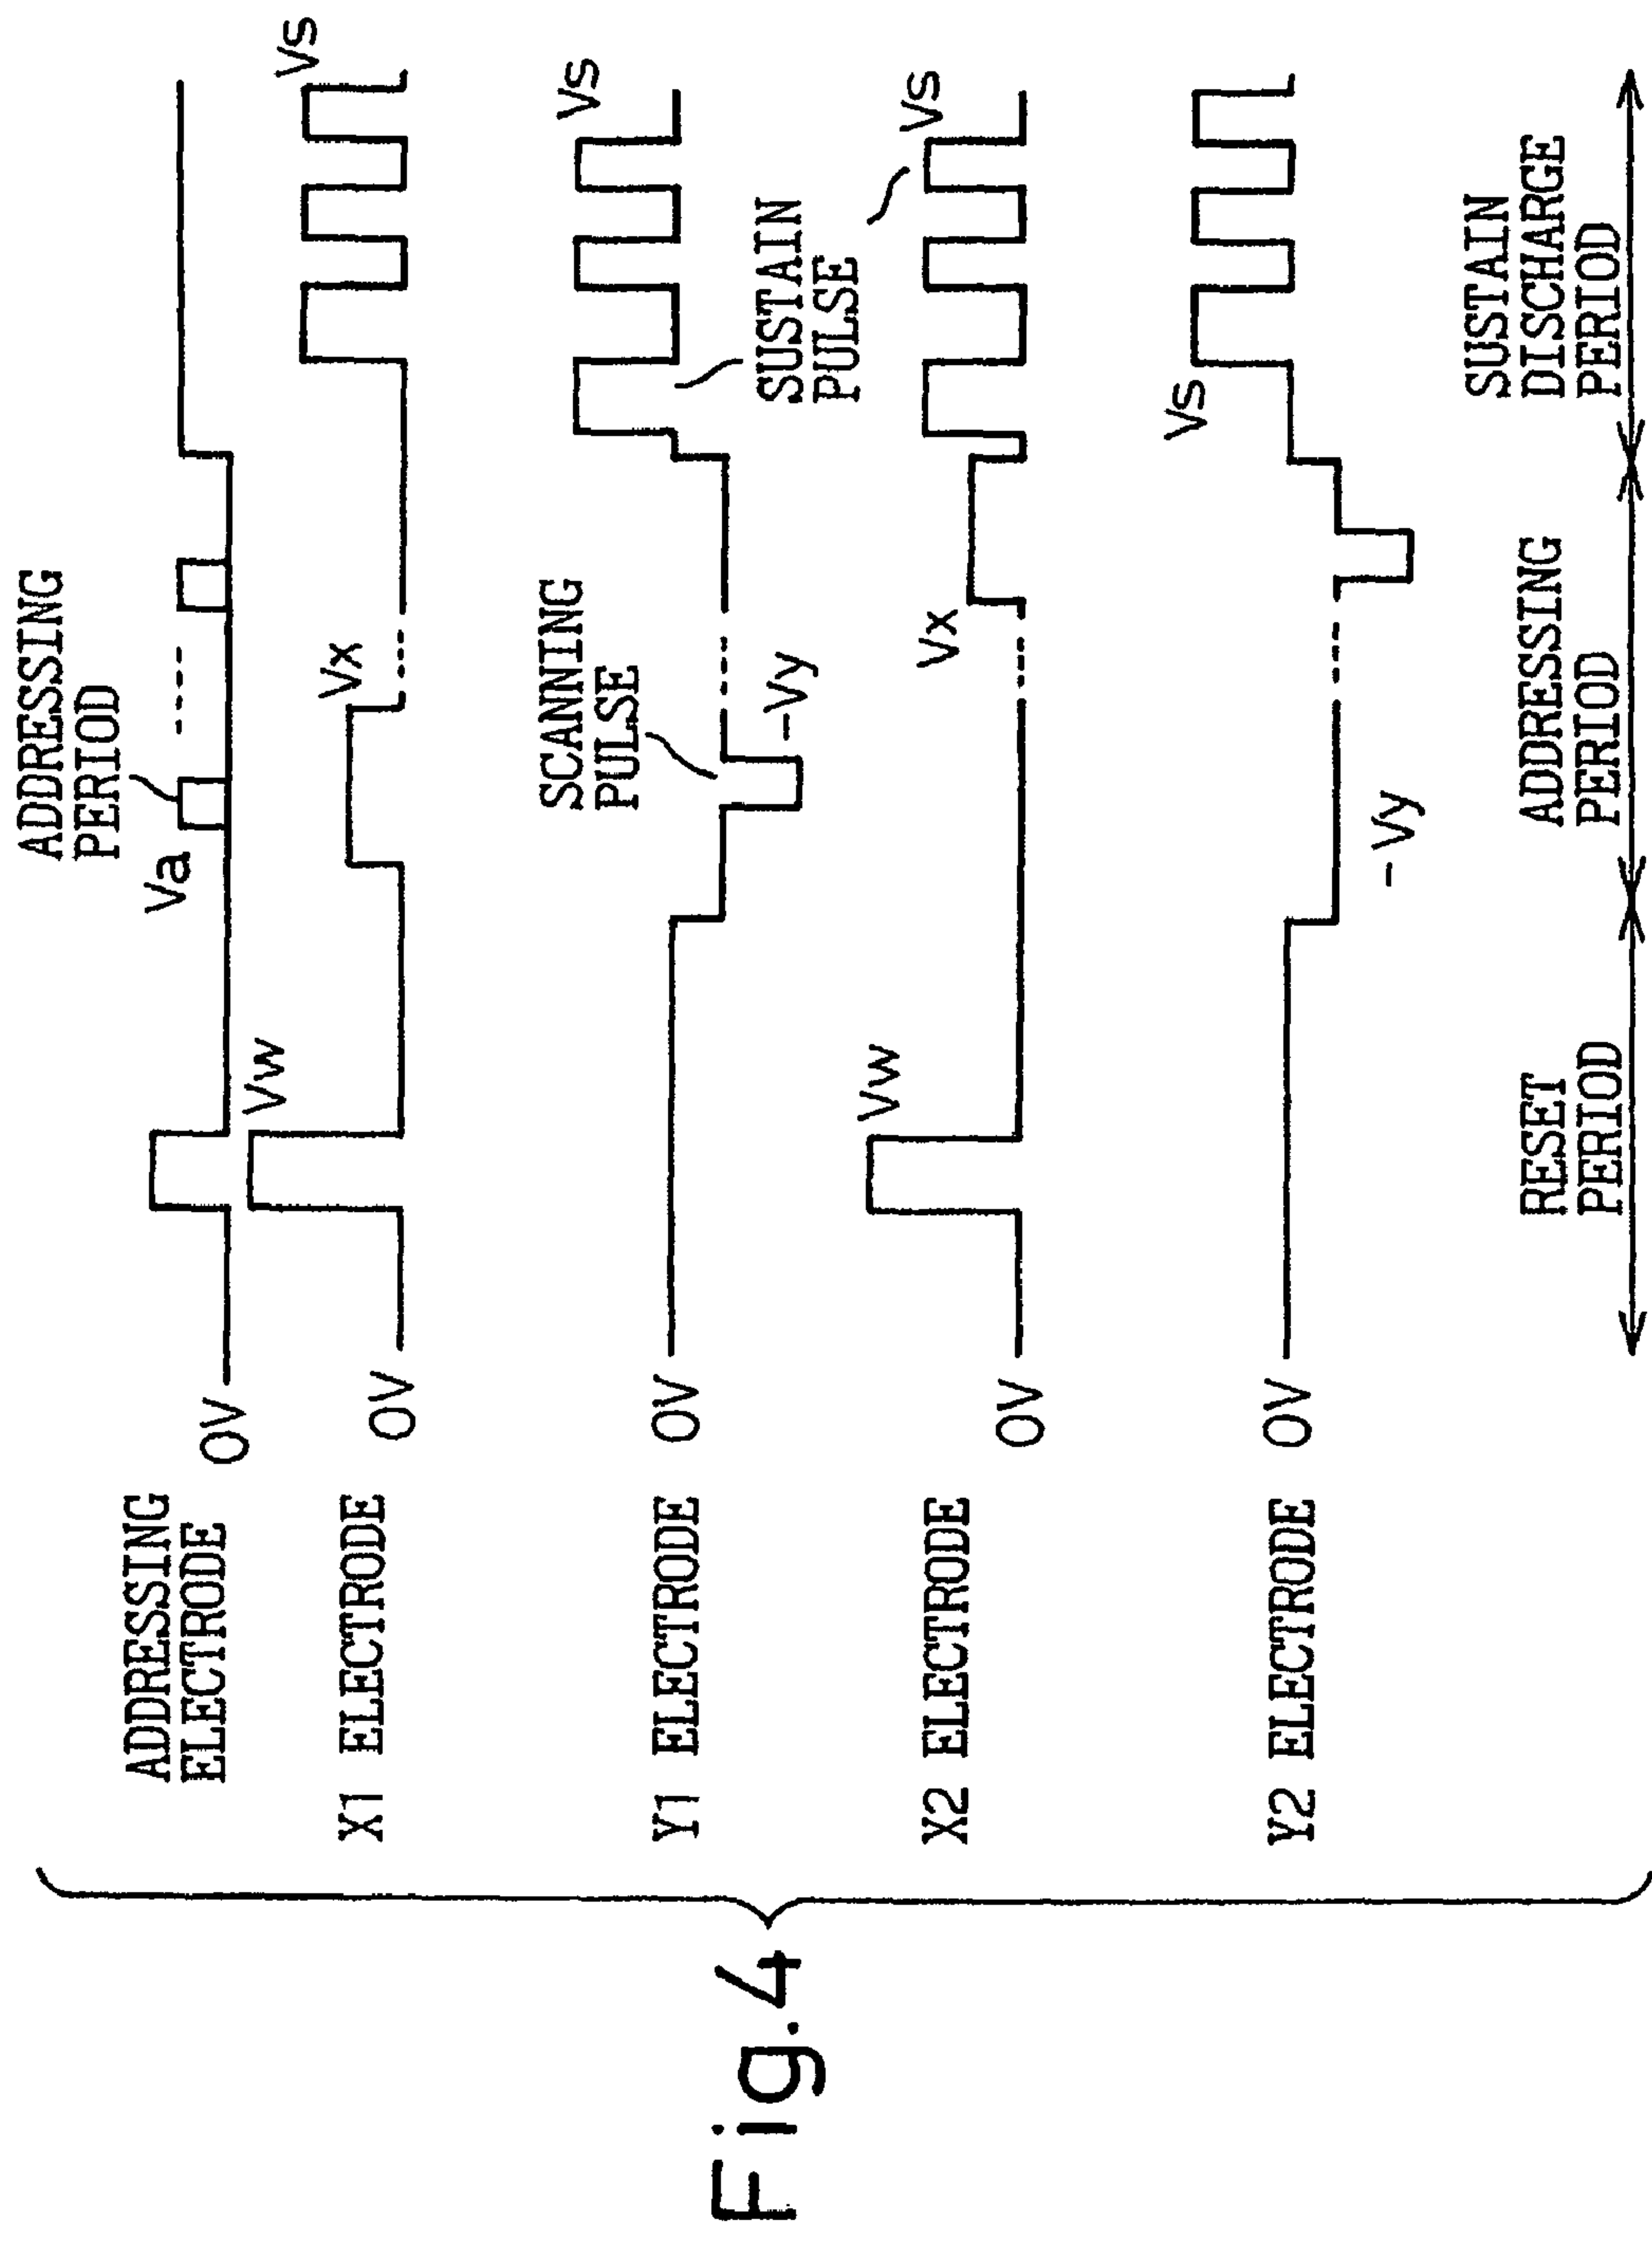 Fig.4
ADDRESSING
ELECTRODE
0V
Va
ADDRESSING
PERIOD
X1 ELECTRODE
0V
Vw
Vx
Vs
Y1 ELECTRODE
0V
SCANNING
PULSE
-Vy
Vs
SUSTAIN
PULSE
X2 ELECTRODE
0V
Vw
Vx
Vs
Y2 ELECTRODE
0V
-Vy
Vs
RESET
PERIOD
ADDRESSING
PERIOD
SUSTAIN
DISCHARGE
PERIOD